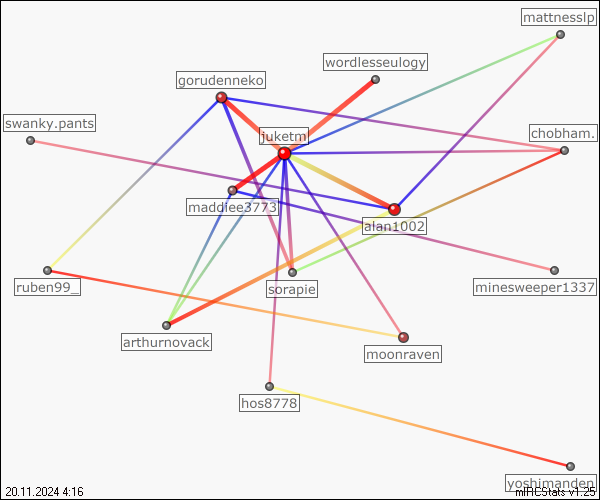 mattnesslp
wordlesseulogy
gorudenneko
swanky.pants
juketm
chobham.
maddiee3773
alan1002
ruben99_
sorapie
minesweeper1337
arthurnovack
moonraven
hos8778
yoshimanden
20.11.2024 4:16
mIRCStats v1.25